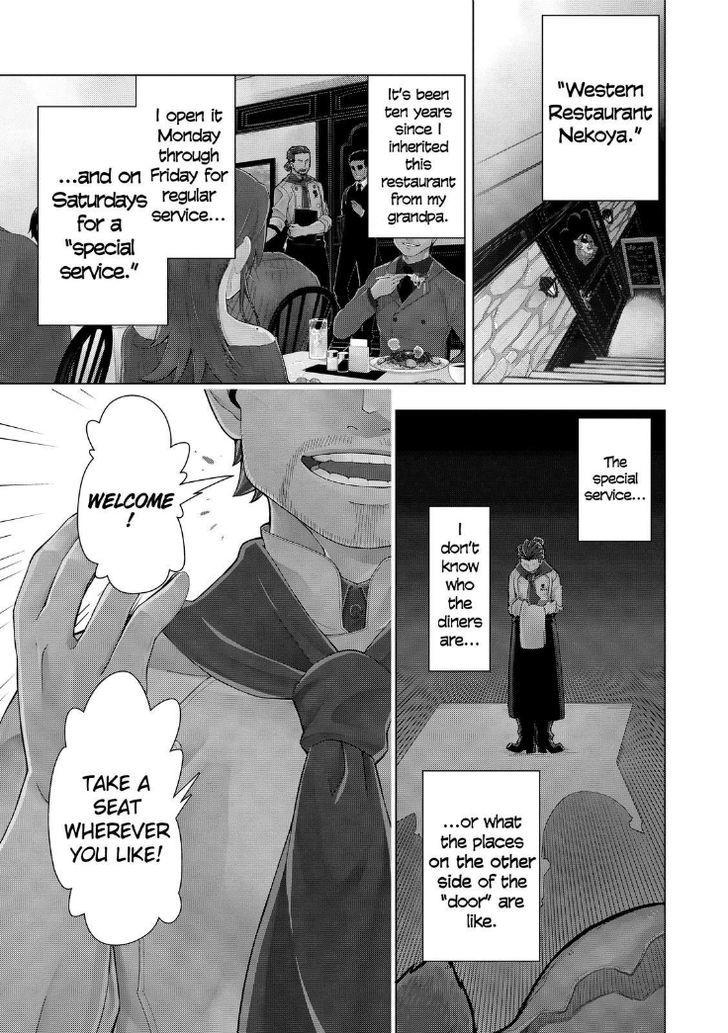 "Western
Restaurant
Nekoya."
It's been
ten years
since I
inherited
this
restaurant
from my
grandpa.
I open it
Monday
through
Friday for
regular
service...
...and on
Saturdays
for a
"special
service."
The
special
service...
I
don't
know who
the
diners
are...
...or what
the places
on the other
side of the
"door" are
like.
WELCOME
!
TAKE A
SEAT
WHEREVER
YOU LIKE!